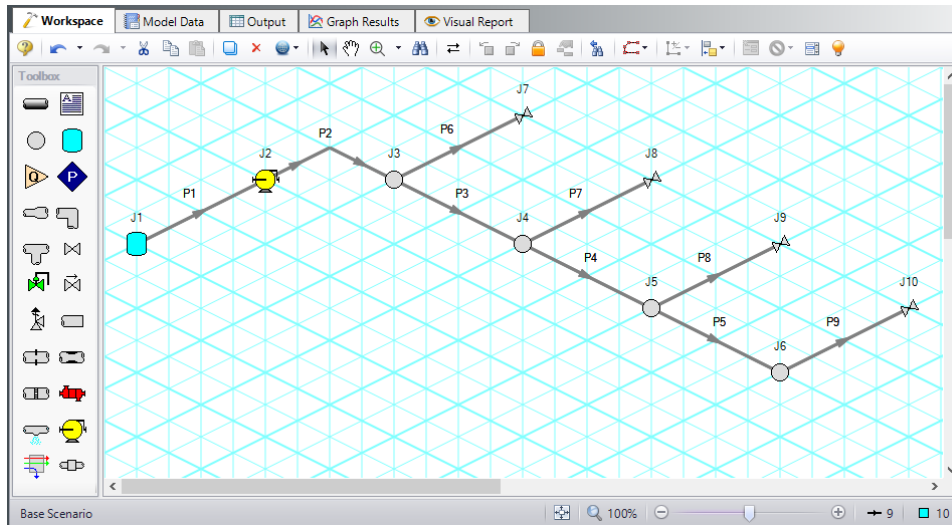 Workspace Model Data Output Graph Results Visual Report
Toolbox
A
Q P
J7
P2 P6
J2 J3 J8
P1 P3 P7
J1 J4 J9
P4 P8
J5 J10
P5 P9
J6
Base Scenario 100% 9 10